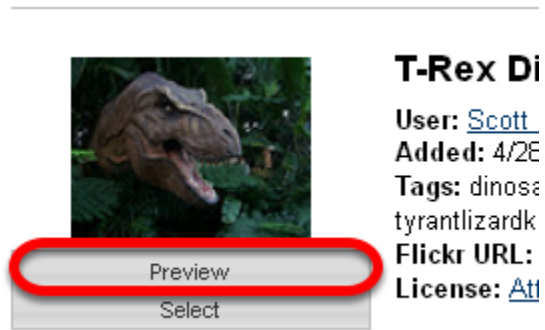 T-Rex Di
User: Scott
Added: 4/28
Tags: dinosa
tyrantlizardk
Flickr URL:
License: Att
Preview
Select